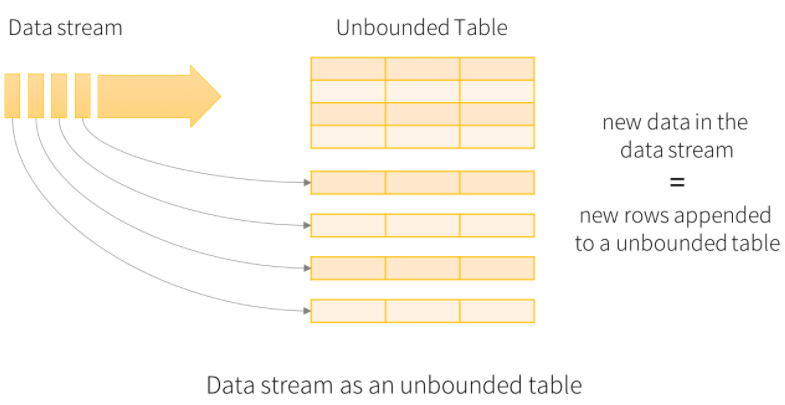 Data stream
Unbounded Table
new data in the
data stream
=
new rows appended
to a unbounded table
Data stream as an unbounded table